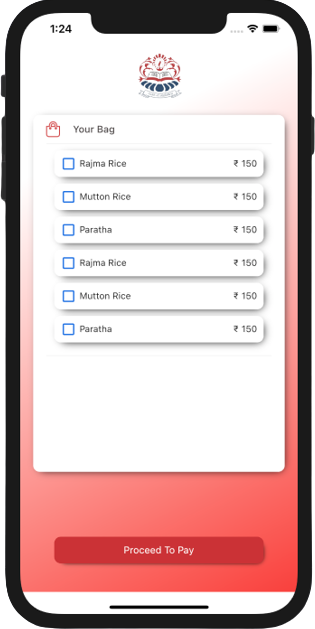 1:24
Your Bag
Rajma Rice ₹ 150
Mutton Rice ₹ 150
Paratha ₹ 150
Rajma Rice ₹ 150
Mutton Rice ₹ 150
Paratha ₹ 150
Proceed To Pay